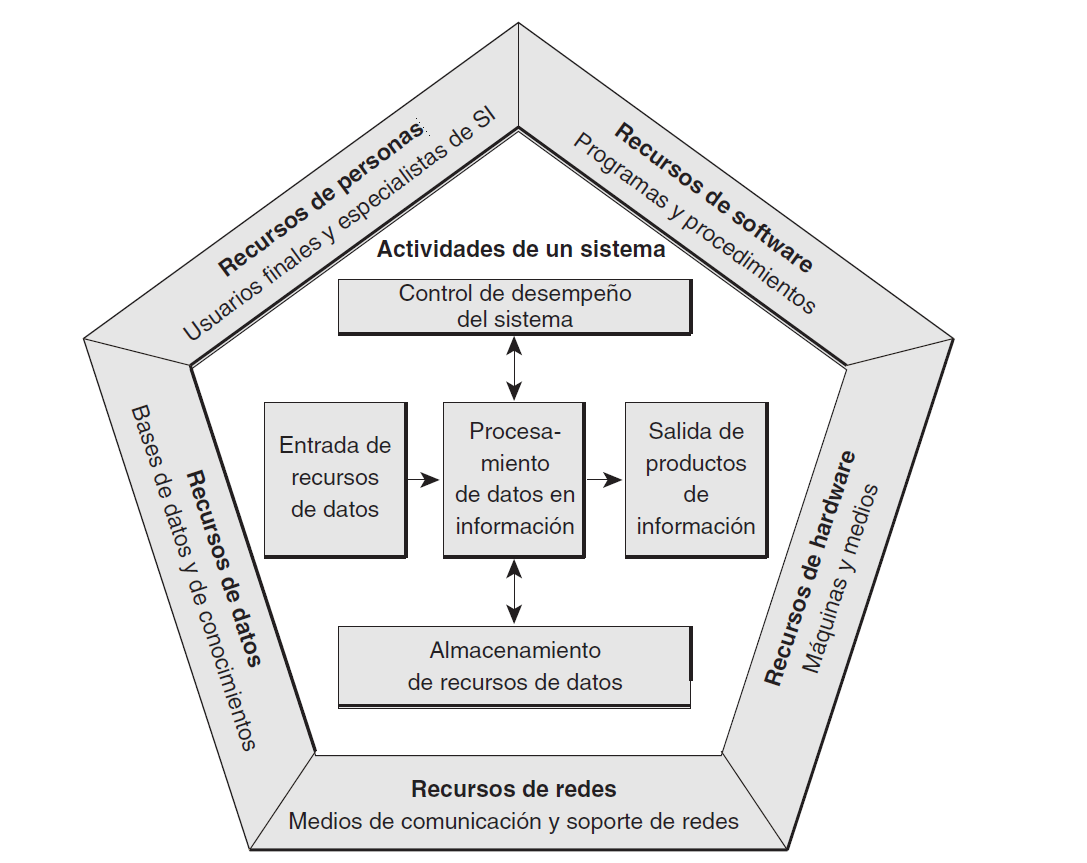 Recursos de personas
Usuarios finales y especialistas de SI
Recursos de software
Programas y procedimientos
Actividades de un sistema
Control de desempeño
del sistema
Entrada de
recursos
de datos
Procesa-
miento
de datos en
información
Salida de
productos
de
información
Almacenamiento
de recursos de datos
Recursos de datos
Bases de datos y de conocimientos
Recursos de hardware
Máquinas y medios
Recursos de redes
Medios de comunicación y soporte de redes